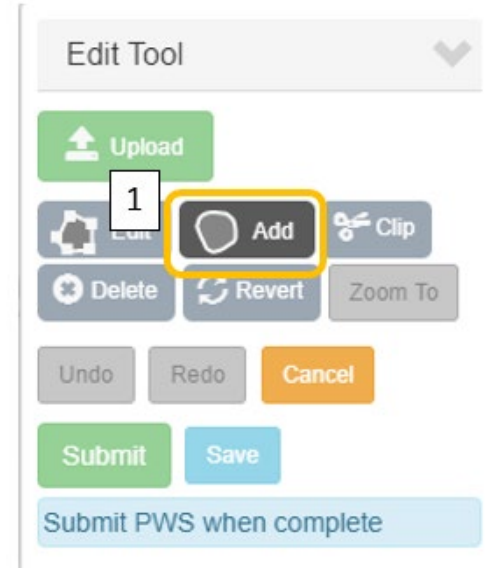 Edit Tool
Upload
1
Edit Add Clip
Delete Revert Zoom To
Undo Redo Cancel
Submit Save
Submit PWS when complete